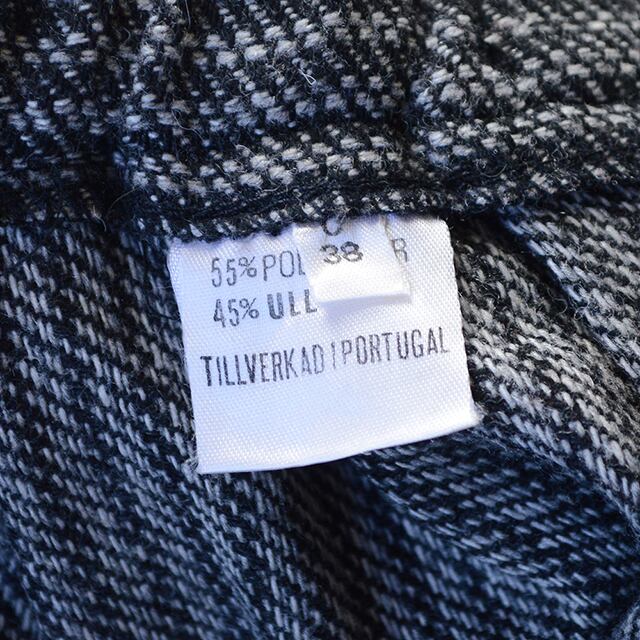 C
38
55% POL R
45% ULL
TILLVERKAD I PORTUGAL